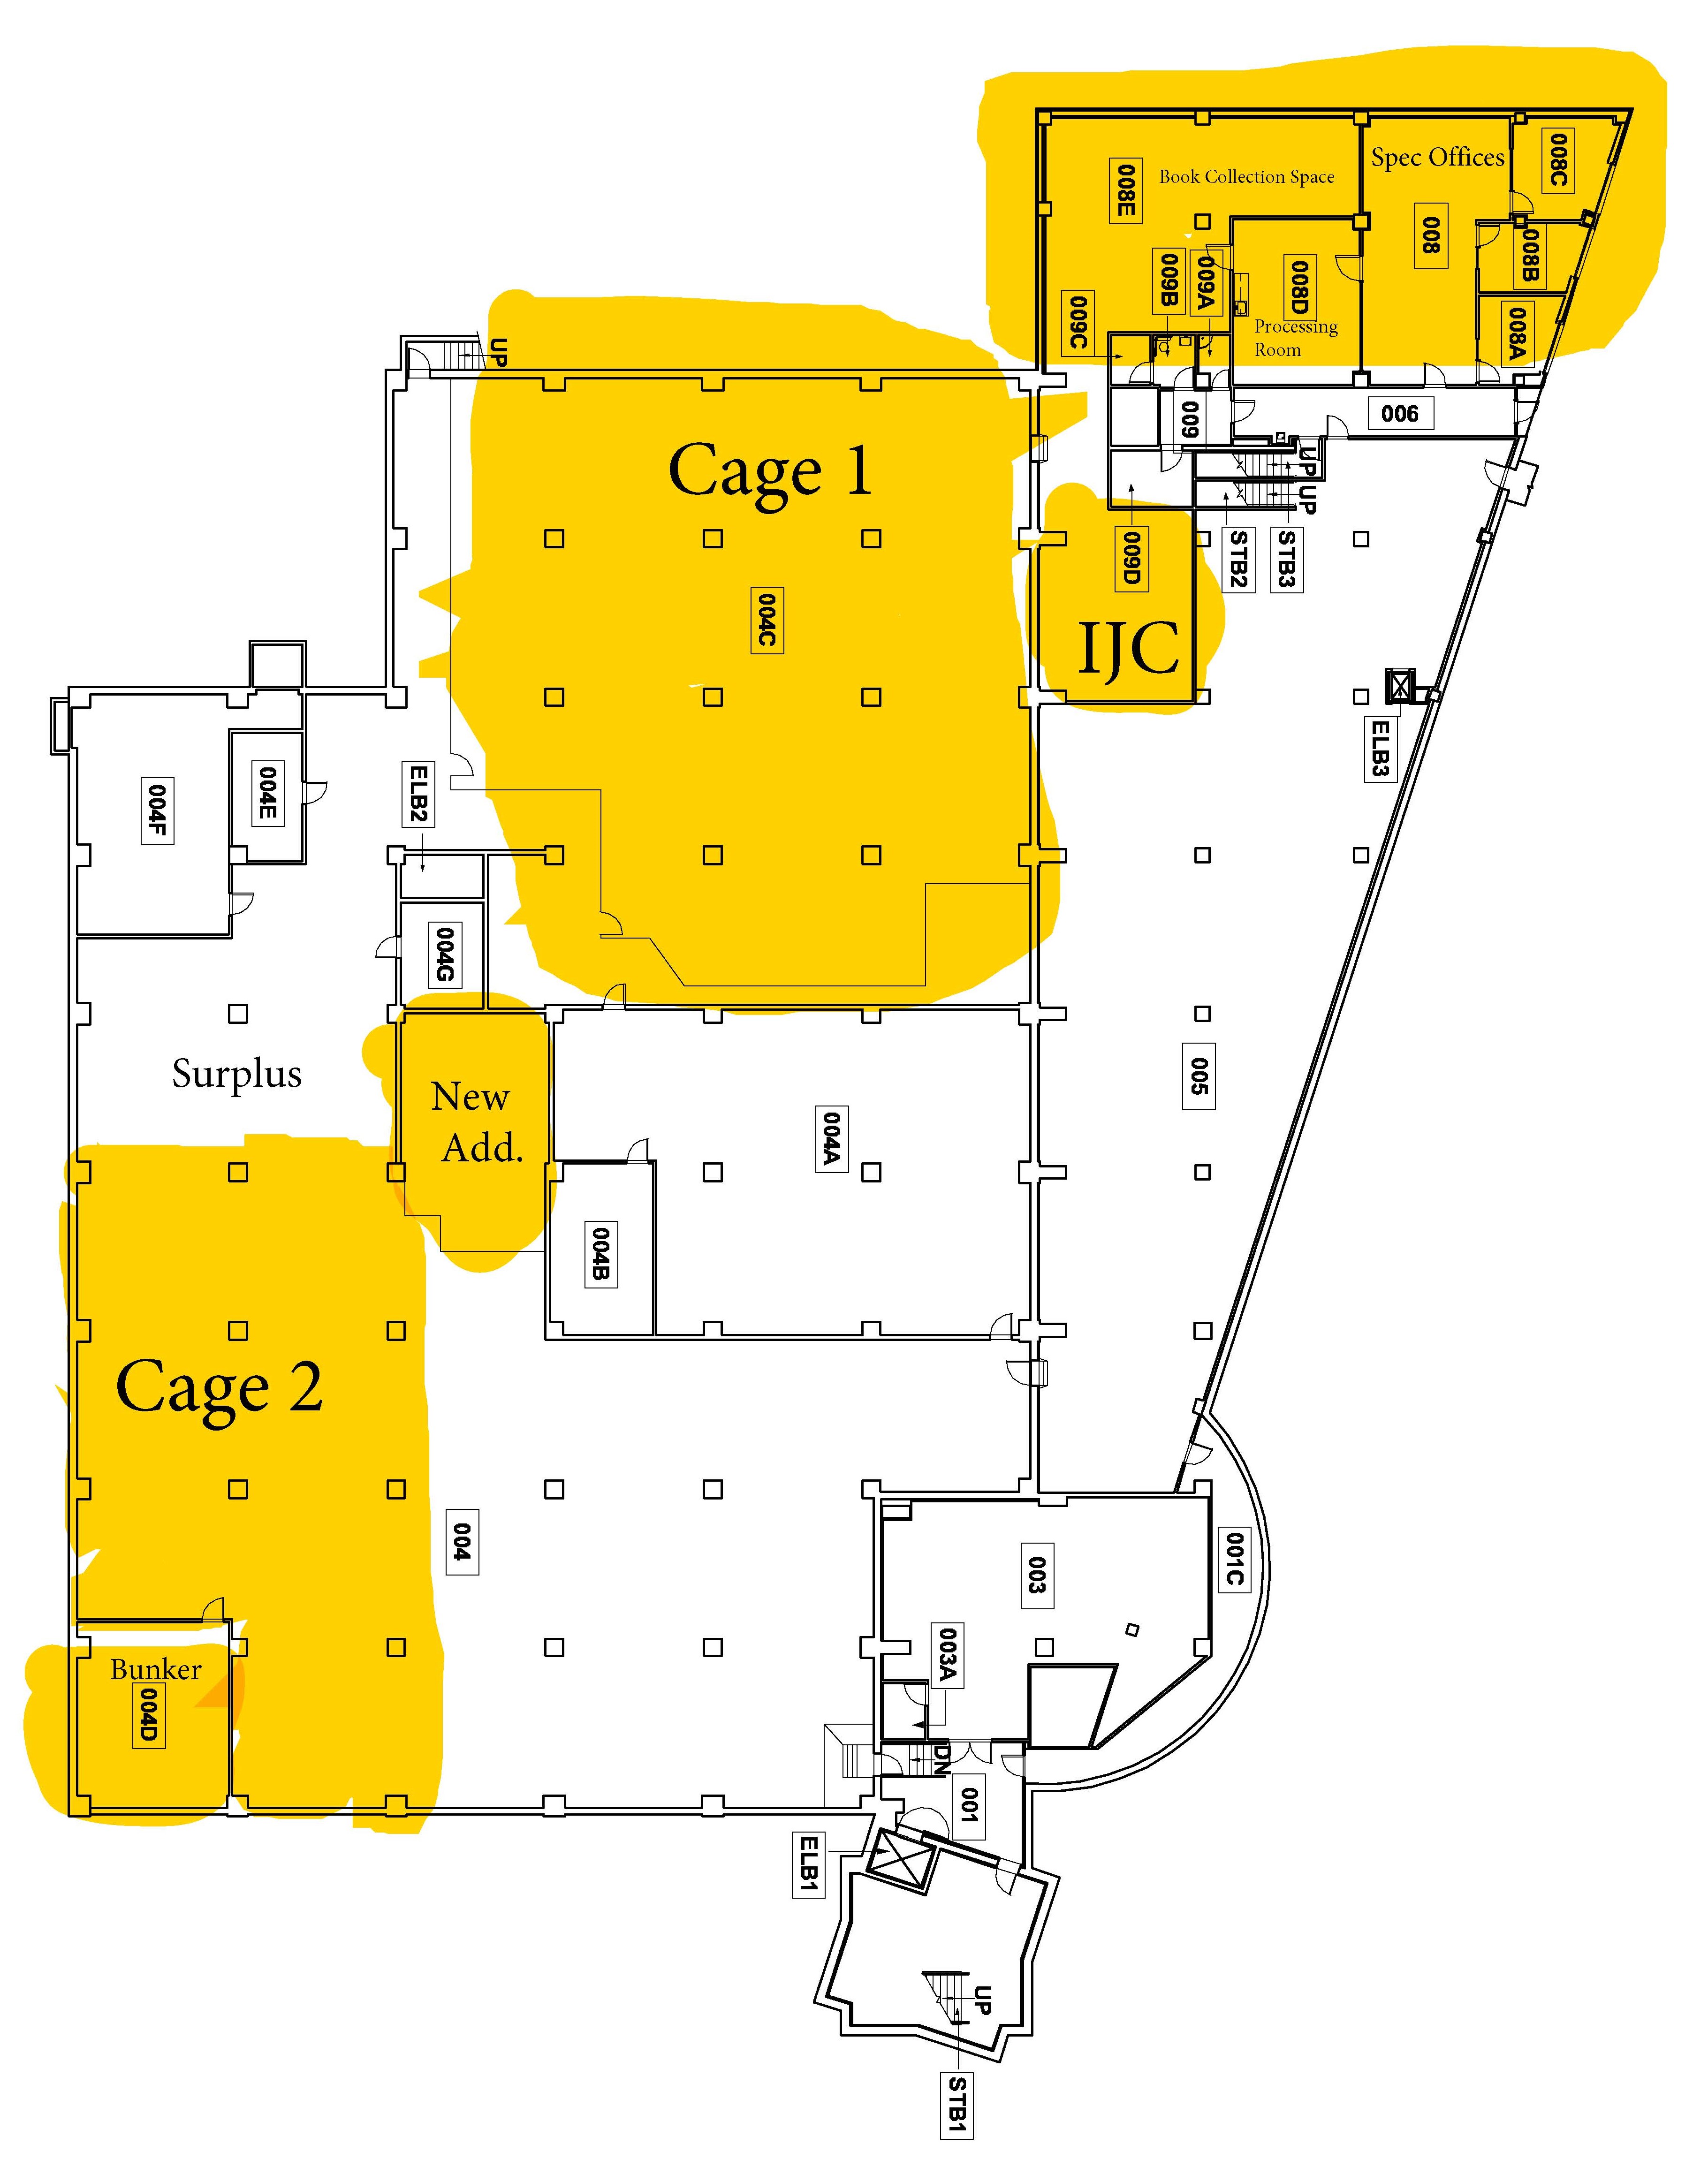 008C
Spec Offices
Book Collection Space
008E
008
008B
009B
009A
008D
009C
008A
Processing
Room
UP
009
006
Cage 1
UP
UP
009D
STB2
STB3
004C
IJC
ELB3
004E
ELB2
004F
004G
Surplus
New
Add.
005
004A
004B
Cage 2
004
003
001C
003A
Bunker
004D
DN
001
ELB1
UP
STB1